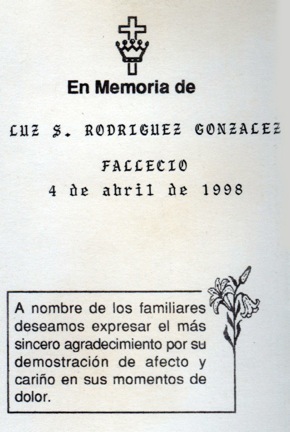 En Memoria de
LUZ S. RODRIGUEZ GONZALEZ
FALLECIO
4 de abril de 1998
A nombre de los familiares
deseamos expresar el más
sincero agradecimiento por su
demostración de afecto y
cariño en sus momentos de
dolor.